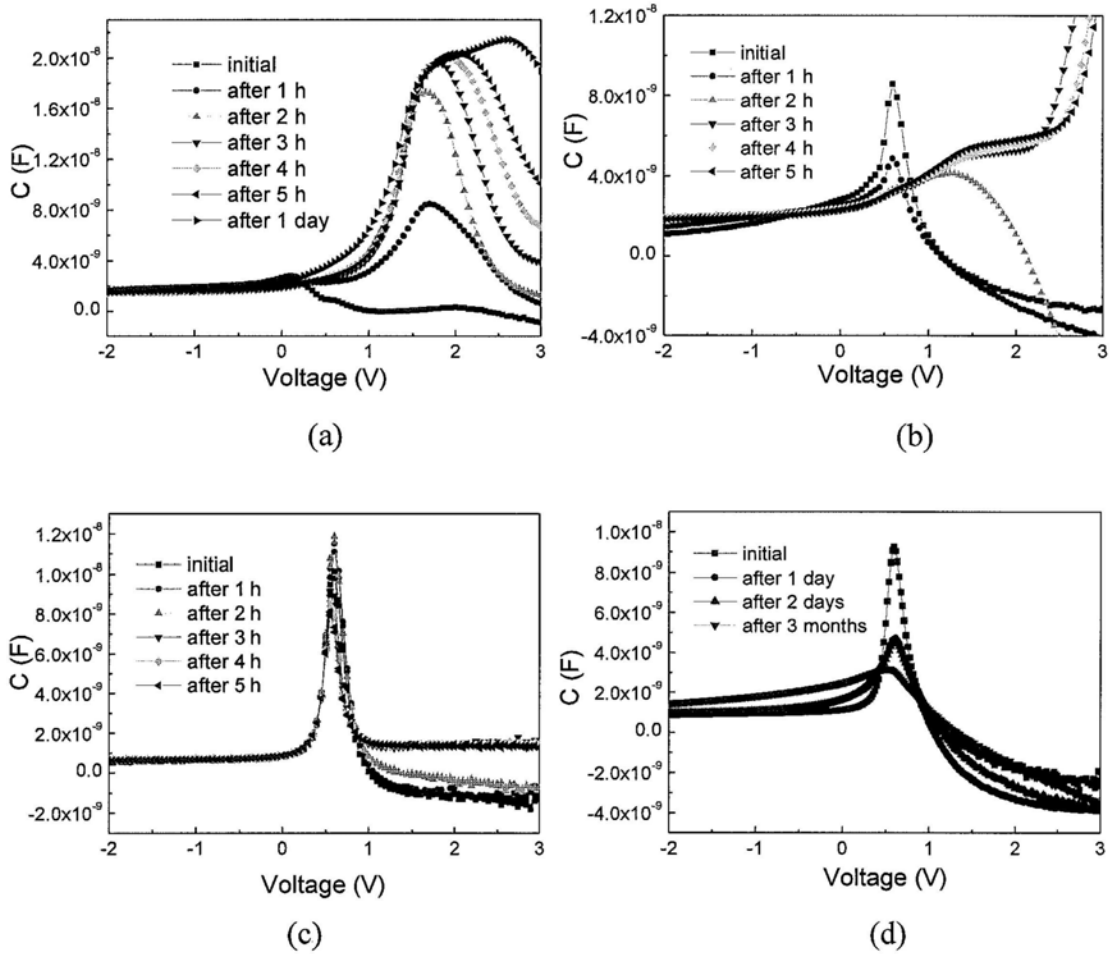 2.0x10⁻⁸
1.6x10⁻⁸
1.2x10⁻⁸
8.0x10⁻⁹
4.0x10⁻⁹
0.0
C (F)
initial
after 1 h
after 2 h
after 3 h
after 4 h
after 5 h
after 1 day
-2 -1 0 1 2 3
Voltage (V)
(a)
1.2x10⁻⁸
8.0x10⁻⁹
4.0x10⁻⁹
0.0
-4.0x10⁻⁹
C (F)
initial
after 1 h
after 2 h
after 3 h
after 4 h
after 5 h
-2 -1 0 1 2 3
Voltage (V)
(b)
1.2x10⁻⁸
1.0x10⁻⁸
8.0x10⁻⁹
6.0x10⁻⁹
4.0x10⁻⁹
2.0x10⁻⁹
0.0
-2.0x10⁻⁹
C (F)
initial
after 1 h
after 2 h
after 3 h
after 4 h
after 5 h
-2 -1 0 1 2 3
Voltage (V)
(c)
1.0x10⁻⁸
8.0x10⁻⁹
6.0x10⁻⁹
4.0x10⁻⁹
2.0x10⁻⁹
0.0
-2.0x10⁻⁹
-4.0x10⁻⁹
C (F)
initial
after 1 day
after 2 days
after 3 months
-2 -1 0 1 2 3
Voltage (V)
(d)